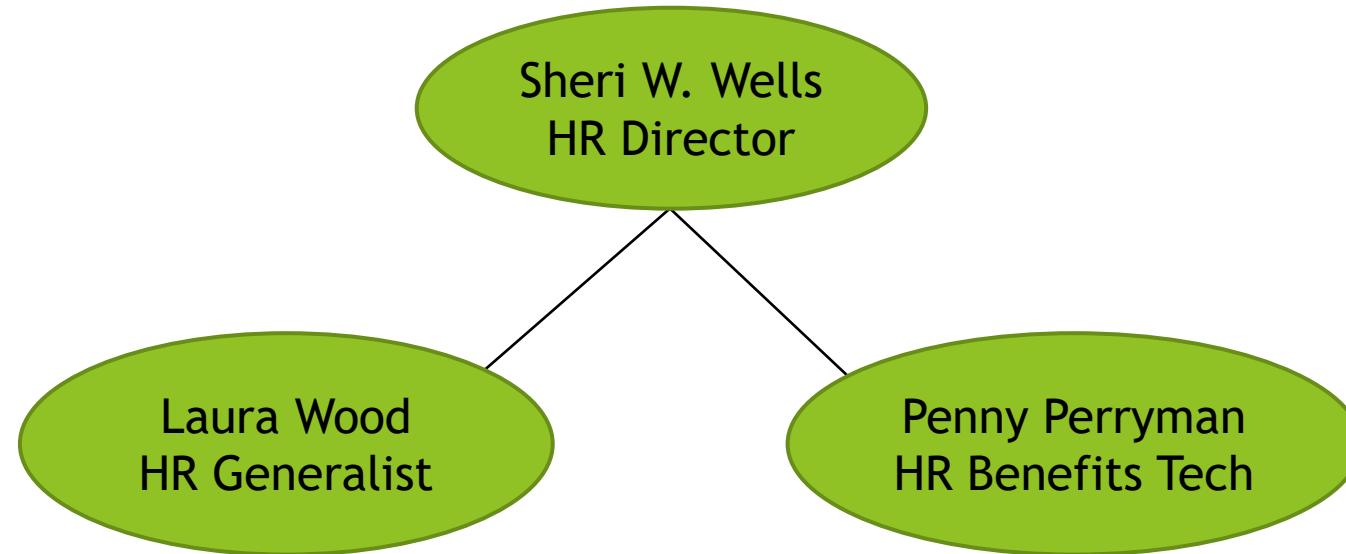 Sheri W. Wells
HR Director
Laura Wood
HR Generalist
Penny Perryman
HR Benefits Tech